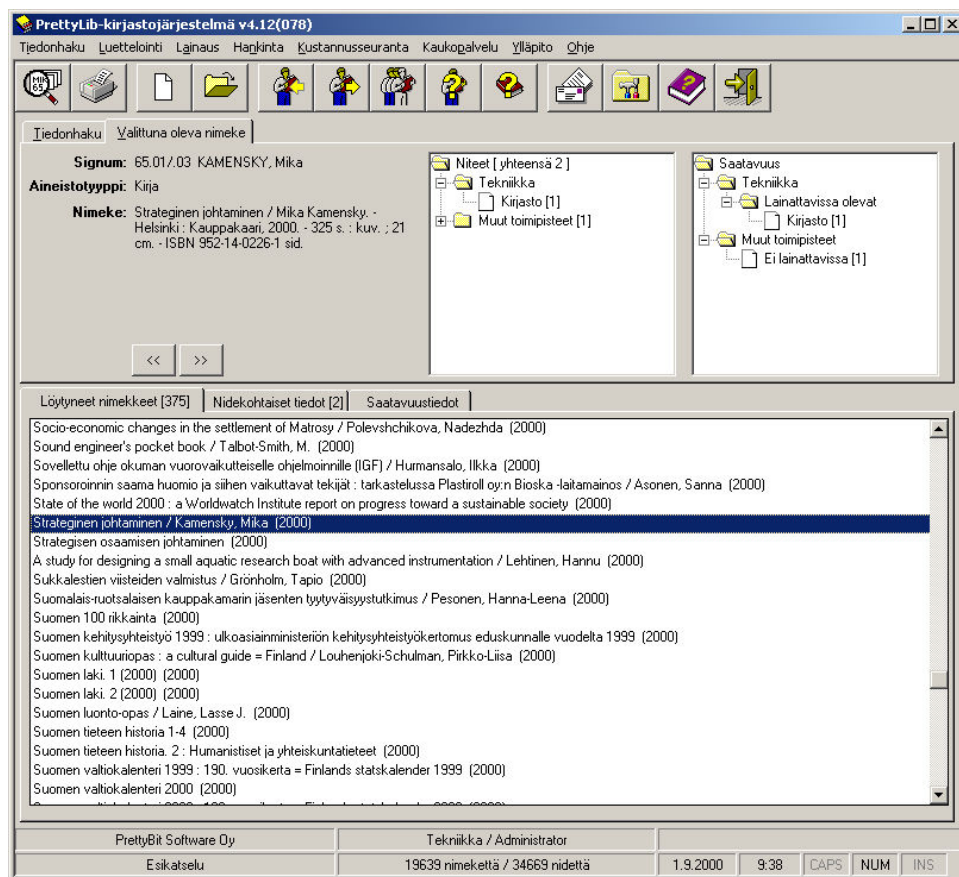 PrettyLib-kirjastojärjestelmä v4.12(078)
Tiedonhaku Luettelointi Lainaus Hankinta Kustannusseuranta Kaukopalvelu Ylläpito Ohje
MIK
65
Tiedonhaku Valittuna oleva nimeke
Signum: 65.01/.03 KAMENSKY, Mika
Aineistotyyppi: Kirja
Nimeke: Strateginen johtaminen / Mika Kamensky. -
Helsinki : Kauppakaari, 2000. - 325 s. : kuv. ; 21
cm. - ISBN 952-14-0226-1 sid.
<< >>
Niteet [ yhteensä 2 ]
Tekniikka
Kirjasto [1]
Muut toimipisteet [1]
Saatavuus
Tekniikka
Lainattavissa olevat
Kirjasto [1]
Muut toimipisteet
Ei lainattavissa [1]
Löytyneet nimekkeet [375] Nidekohtaiset tiedot [2] Saatavuustiedot
Socio-economic changes in the settlement of Matrosy / Polevshchikova, Nadezhda (2000)
Sound engineer's pocket book / Talbot-Smith, M. (2000)
Sovellettu ohje okuman vuorovaikutteiselle ohjelmoinnille (IGF) / Hurmansalo, Ilkka (2000)
Sponsoroinnin saama huomio ja siihen vaikuttavat tekijät : tarkastelussa Plastiroll oy:n Bioska -laitamainos / Asonen, Sanna (2000)
State of the world 2000 : a Worldwatch Institute report on progress toward a sustainable society (2000)
Strateginen johtaminen / Kamensky, Mika (2000)
Strategisen osaamisen johtaminen (2000)
A study for designing a small aquatic research boat with advanced instrumentation / Lehtinen, Hannu (2000)
Sukkalestien viisteiden valmistus / Grönholm, Tapio (2000)
Suomalais-ruotsalaisen kauppakamarin jäsenten tyytyväisyystutkimus / Pesonen, Hanna-Leena (2000)
Suomen 100 rikkainta (2000)
Suomen kehitysyhteistyö 1999 : ulkoasiainministeriön kehitysyhteistyökertomus eduskunnalle vuodelta 1999 (2000)
Suomen kulttuuriopas : a cultural guide = Finland / Louhenjoki-Schulman, Pirkko-Liisa (2000)
Suomen laki. 1 (2000) (2000)
Suomen laki. 2 (2000) (2000)
Suomen luonto-opas / Laine, Lasse J. (2000)
Suomen tieteen historia 1-4 (2000)
Suomen tieteen historia. 2 : Humanistiset ja yhteiskuntatieteet (2000)
Suomen valtiokalenteri 1999 : 190. vuosikerta = Finlands statskalender 1999 (2000)
Suomen valtiokalenteri 2000 (2000)
PrettyBit Software Oy Tekniikka / Administrator
Esikatselu 19639 nimekettä / 34669 nidettä 1.9.2000 9:38 CAPS NUM INS